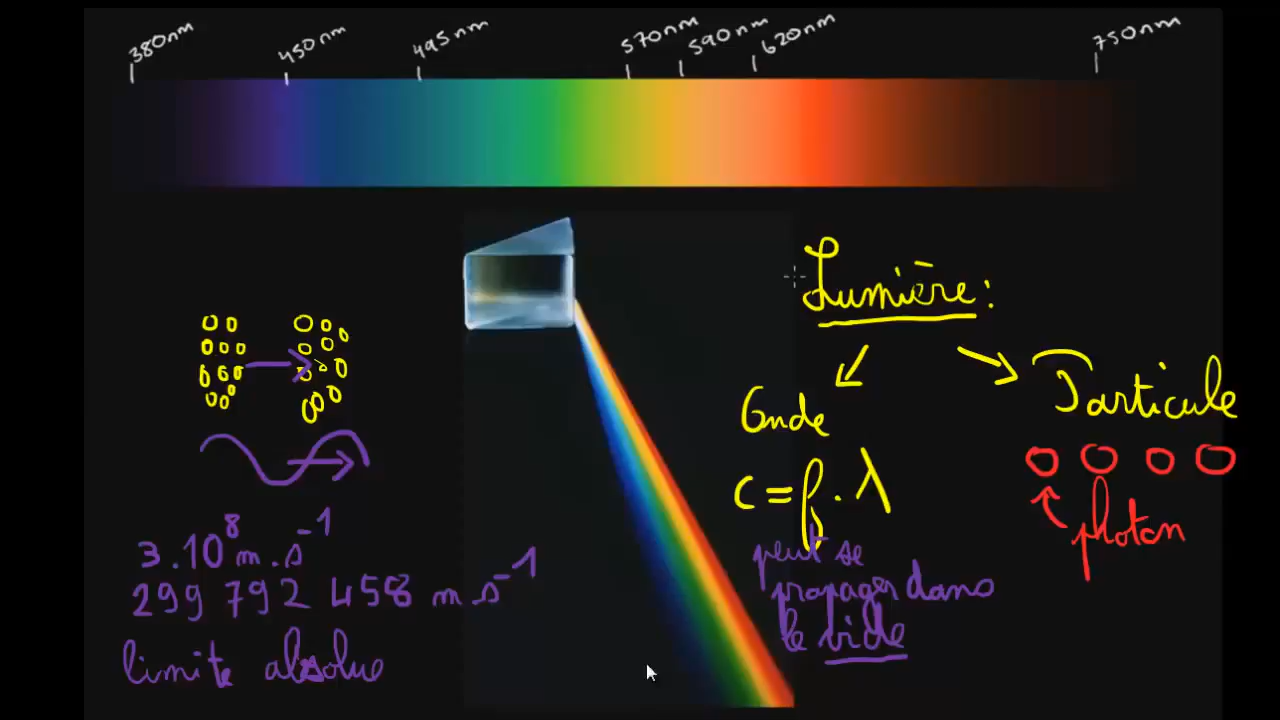 380nm 450nm 495nm 570nm 590nm 620nm 750nm
Lumière :
Onde
Particule
c = f . λ
photon
peut se
propager dans
le vide
3.10⁸ m.s⁻¹
299 792 458 m s⁻¹
limite absolue